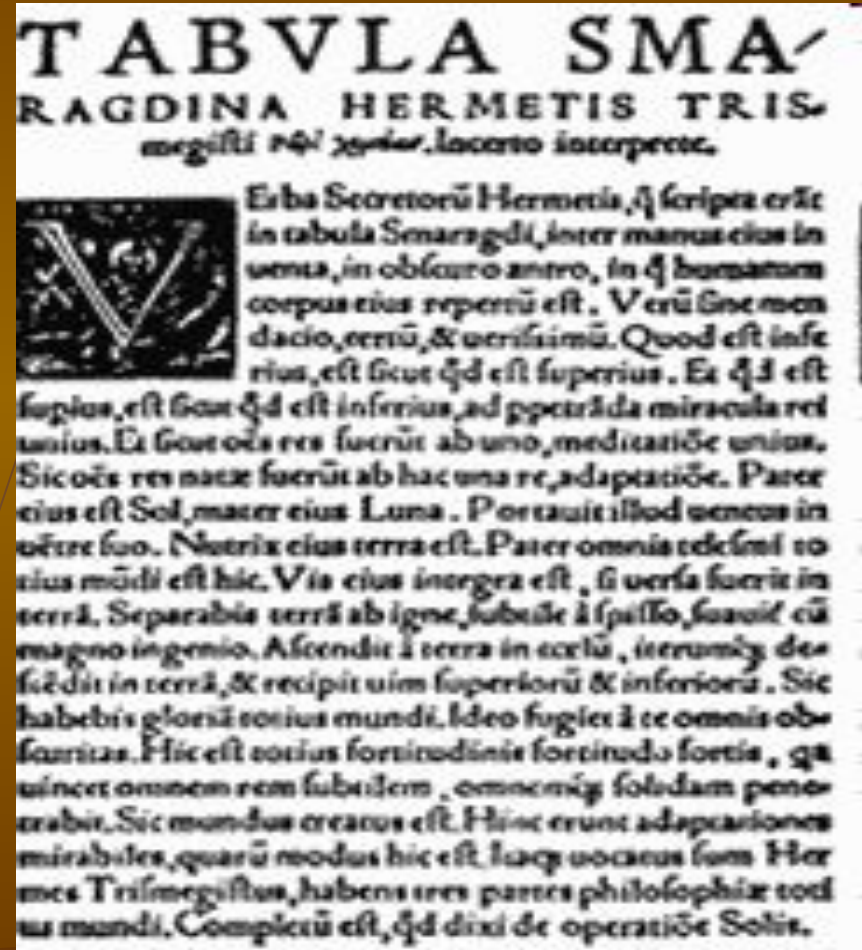 TABVLA SMA⸗
RAGDINA HERMETIS TRIS⸗
megiſti Incerto interprete.
VErba Secretorũ Hermetis, q̃ ſcripta erãt
in tabula Smaragdi, inter manus eius in
uenta, in obſcuro antro, in q̃ humatum
corpus eius repertũ eſt. Verũ ſine men
dacio, certũ, & ueriſsimũ. Quod eſt infe
rius, eſt ſicut q̃d eſt ſuperius. Et q̃d eſt
ſupius, eſt ſicut q̃d eſt inferius, ad ppetrãda miracula rei
unius. Et ſicut oẽs res fuerũt ab uno, meditatiõe unius.
Sic oẽs res natæ fuerũt ab hac una re, adaptatiõe. Pater
eius eſt Sol, mater eius Luna. Portauit illud uentus in
uẽtre ſuo. Nutrix eius terra eſt. Pater omnis teleſmi to
tius mũdi eſt hic. Vis eius integra eſt, ſi uerſa fuerit in
terrã. Separabis terrã ab igne, ſubtile à ſpiſſo, ſuauit cũ
magno ingenio. Aſcendit à terra in cœlũ, iterumq́ʒ de⸗
ſcẽdit in terrã, & recipit uim ſuperiorũ & inferiorũ. Sic
habebis gloriã totius mundi. Ideo fugiet à te omnis ob⸗
ſcuritas. Hic eſt totius fortitudinis fortitudo fortis, qa
uincet omnem rem ſubtilem, omnemq́ʒ ſolidam pene⸗
trabit. Sic mundus creatus eſt. Hinc erunt adaptationes
mirabiles, quarũ modus hic eſt. Itaq; uocatus ſum Her
mes Triſmegiſtus, habens tres partes philoſophiæ toti
us mundi. Completũ eſt, q̃d dixi de operatiõe Solis.